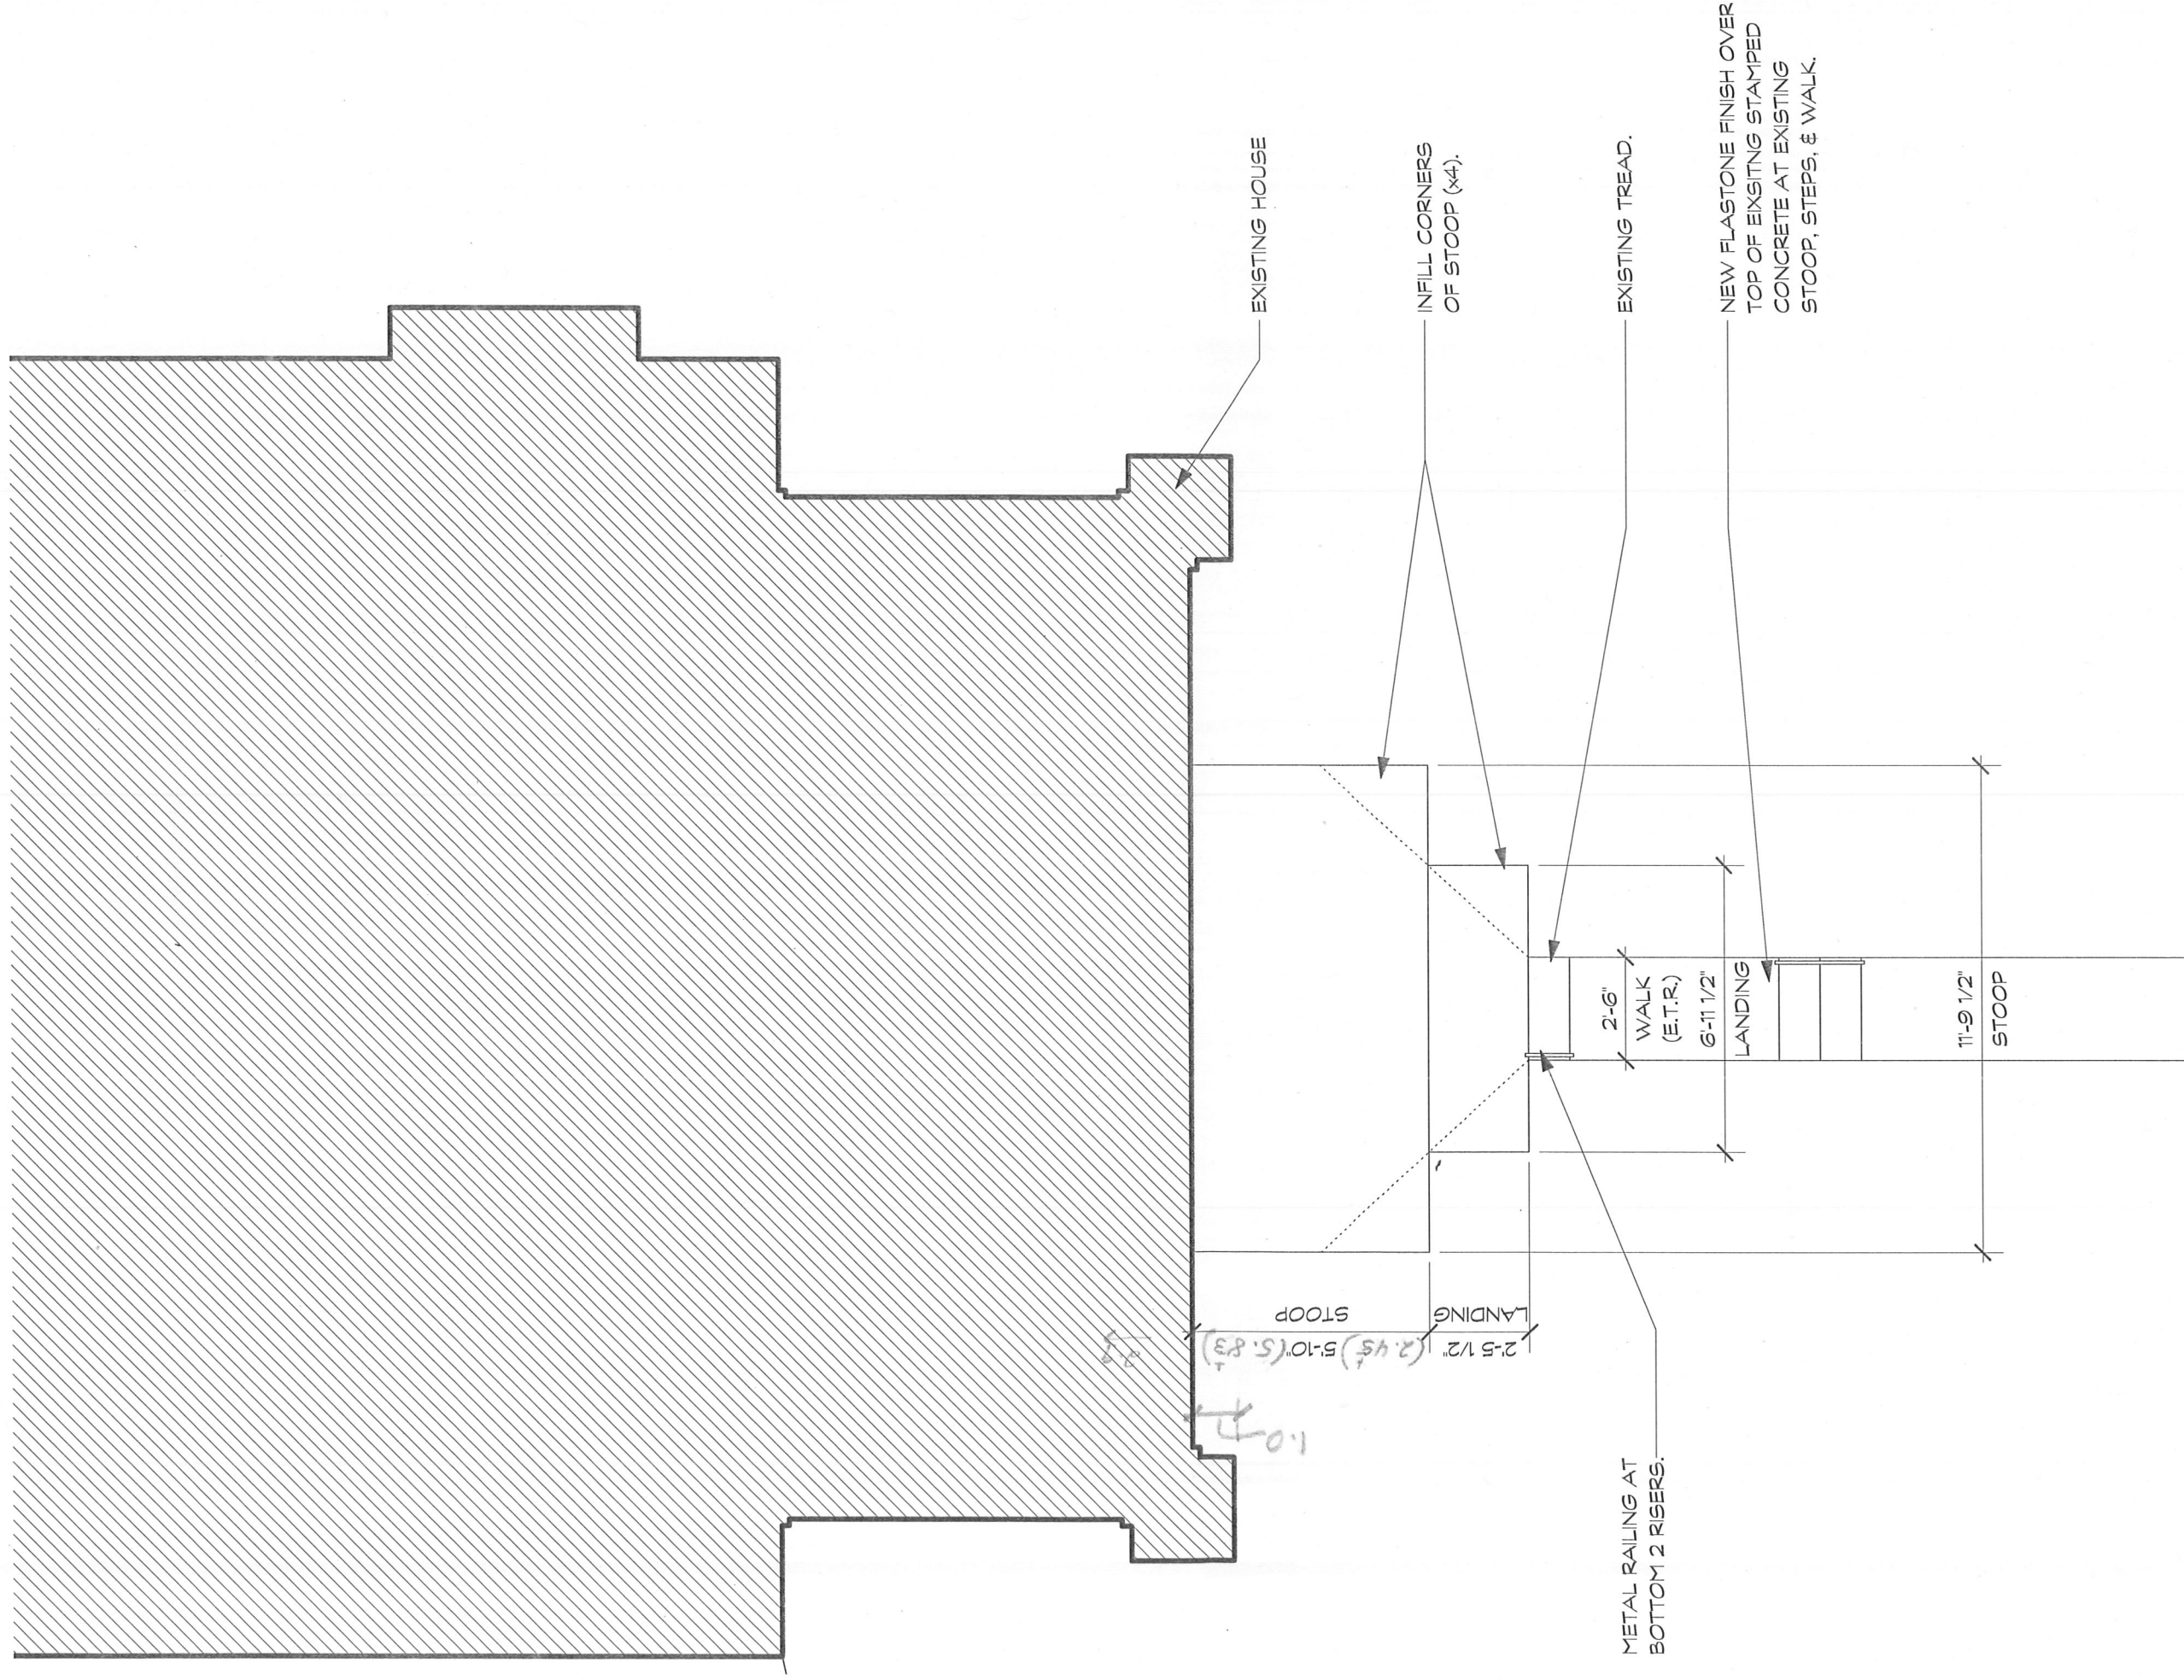 EXISTING HOUSE
INFILL CORNERS
OF STOOP (x4).
EXISTING TREAD.
NEW FLASTONE FINISH OVER
TOP OF EIXSITNG STAMPED
CONCRETE AT EXISTING
STOOP, STEPS, & WALK.
2'-6"
WALK
(E.T.R.)
6'-11 1/2"
LANDING
11'-9 1/2"
STOOP
STOOP
5'-10" (5.83±)
LANDING
2'-5 1/2" (2.45±)
1.0
METAL RAILING AT
BOTTOM 2 RISERS.